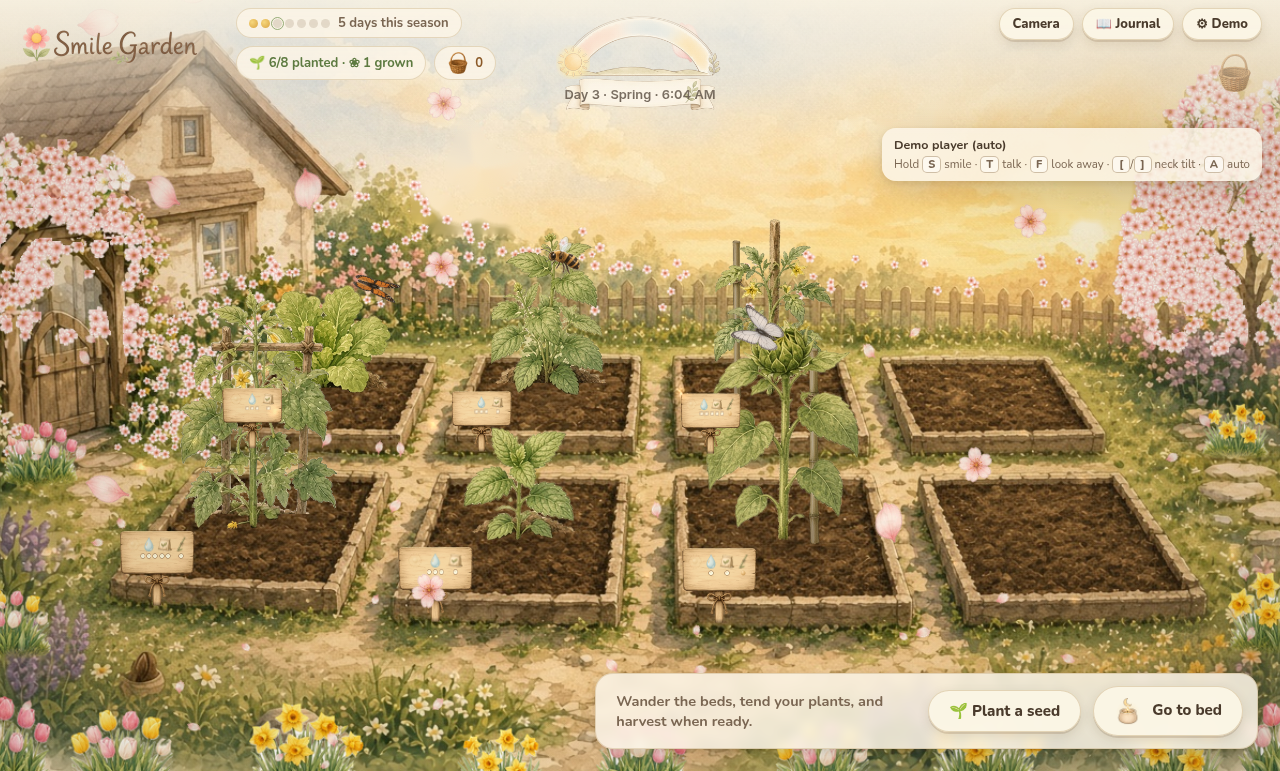 Smile Garden
5 days this season
6/8 planted · 1 grown
0
Day 3 · Spring · 6:04 AM
Camera
Journal
Demo
Demo player (auto)
Hold S smile · T talk · F look away · [ / ] neck tilt · A auto
Wander the beds, tend your plants, and
harvest when ready.
Plant a seed
Go to bed